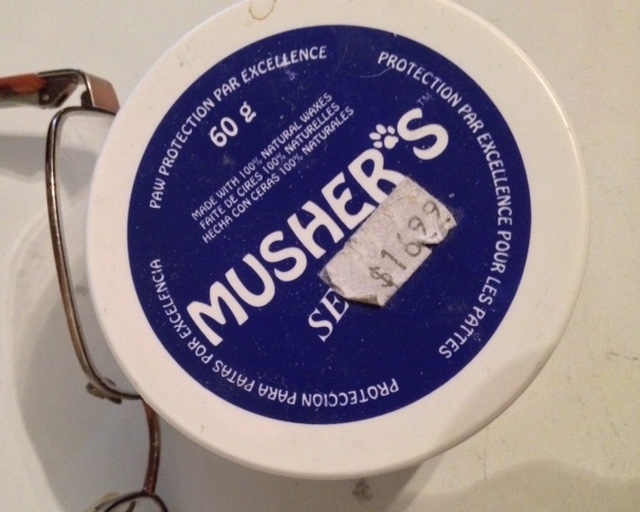 PAW PROTECTION PAR EXCELLENCE
PROTECTION PAR EXCELLENCE POUR LES PATTES
60 g
MADE WITH 100% NATURAL WAXES
FAITE DE CIRES 100% NATURELLES
HECHA CON CERAS 100% NATURALES
MUSHER'S™
$16.99
PROTECCION PARA PATAS POR EXCELENCIA